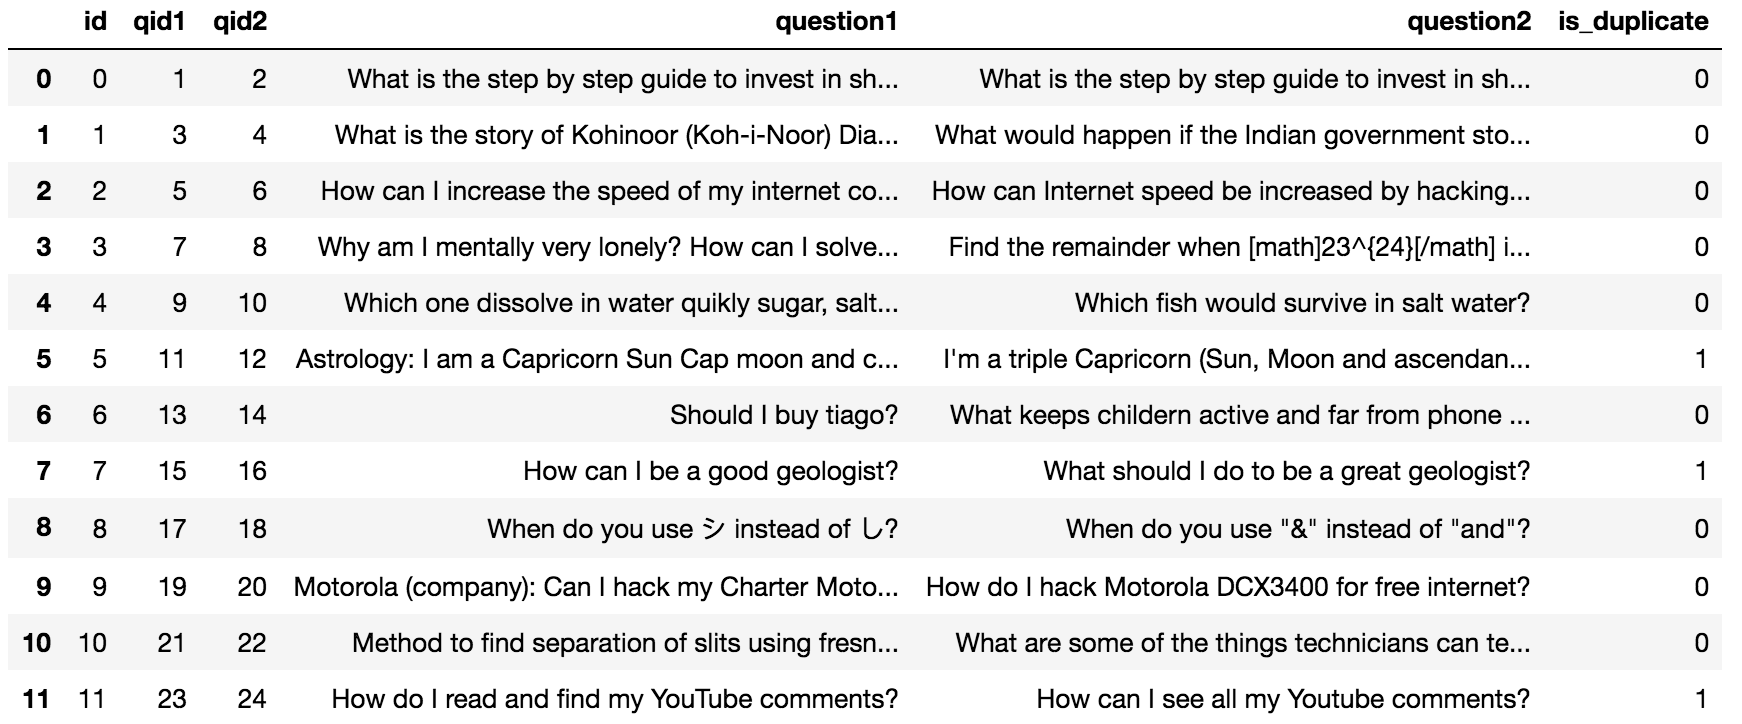 id qid1 qid2 question1 question2 is_duplicate
0 0 1 2 What is the step by step guide to invest in sh... What is the step by step guide to invest in sh... 0
1 1 3 4 What is the story of Kohinoor (Koh-i-Noor) Dia... What would happen if the Indian government sto... 0
2 2 5 6 How can I increase the speed of my internet co... How can Internet speed be increased by hacking... 0
3 3 7 8 Why am I mentally very lonely? How can I solve... Find the remainder when [math]23^{24}[/math] i... 0
4 4 9 10 Which one dissolve in water quikly sugar, salt... Which fish would survive in salt water? 0
5 5 11 12 Astrology: I am a Capricorn Sun Cap moon and c... I'm a triple Capricorn (Sun, Moon and ascendan... 1
6 6 13 14 Should I buy tiago? What keeps childern active and far from phone ... 0
7 7 15 16 How can I be a good geologist? What should I do to be a great geologist? 1
8 8 17 18 When do you use シ instead of し? When do you use "&" instead of "and"? 0
9 9 19 20 Motorola (company): Can I hack my Charter Moto... How do I hack Motorola DCX3400 for free internet? 0
10 10 21 22 Method to find separation of slits using fresn... What are some of the things technicians can te... 0
11 11 23 24 How do I read and find my YouTube comments? How can I see all my Youtube comments? 1